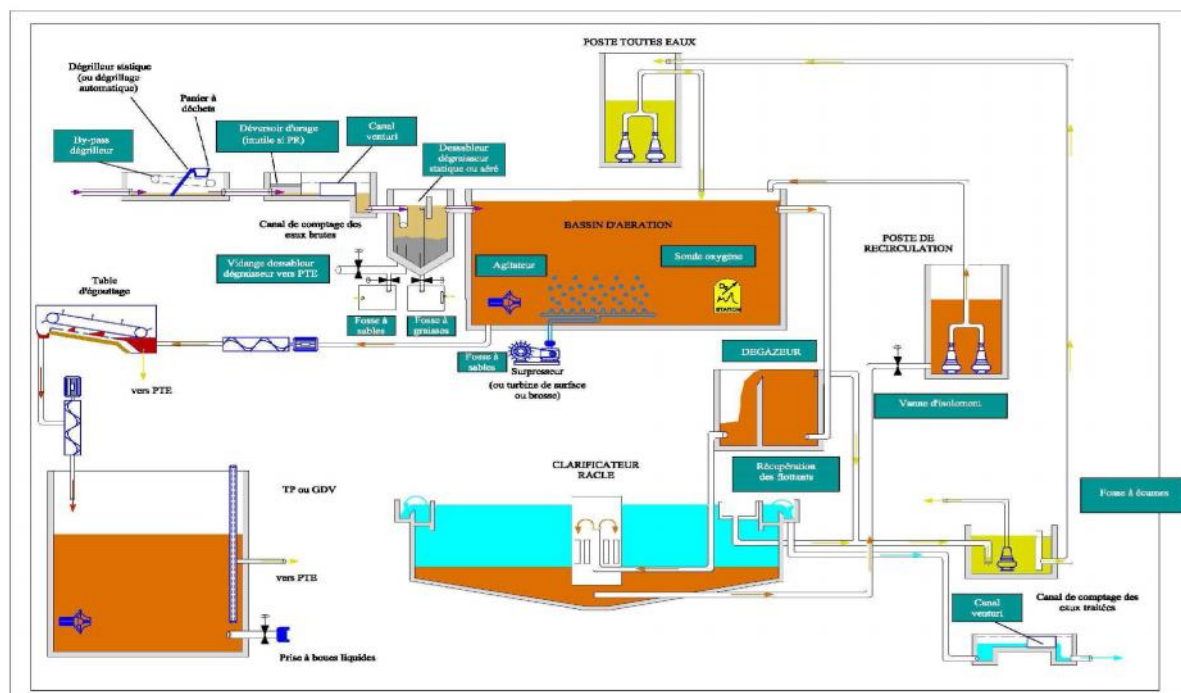 POSTE TOUTES EAUX
Dégrilleur statique
(ou dégrillage
automatique)
Panier à
déchets
By-pass
dégrilleur
Déversoir d'orage
(inutile si PR)
Canal
venturi
Dessableur
dégraisseur
statique ou aéré
Canal de comptage des
eaux brutes
BASSIN D'AERATION
POSTE DE
RECIRCULATION
Vidange dessableur
dégraisseur vers PTE
Agitateur
Sonde oxygène
O2
STATION
Table
d'égouttage
Fosse à
sables
Fosse à
graisses
Fosse à
sables
Surpresseur
(ou turbine de surface
ou brosse)
DEGAZEUR
vers PTE
Vanne d'isolement
CLARIFICATEUR
RACLE
Récupération
des flottants
TP ou GDV
Fosse à écumes
vers PTE
Canal
venturi
Canal de comptage des
eaux traitées
Prise à boues liquides